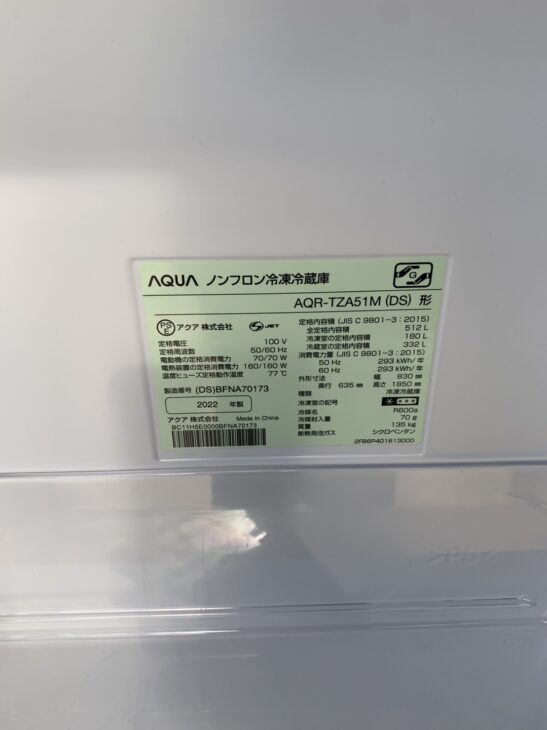 AQUA ノンフロン冷凍冷蔵庫
G
AQR-TZA51M (DS) 形
PS
E
アクア 株式会社
JET
定格電圧 100 V
定格周波数 50/60 Hz
電動機の定格消費電力 70/70 W
電熱装置の定格消費電力 160/160 W
温度ヒューズ定格動作温度 77 ℃
製造番号 (DS)BFNA70173
2022 年製
アクア 株式会社 Made in China
BC11H5E0000BFNA70173
定格内容積 (JIS C 9801-3 : 2015)
全定格内容積 512 L
冷凍室の定格内容積 180 L
冷蔵室の定格内容積 332 L
消費電力量 (JIS C 9801-3 : 2015)
50 Hz 293 kWh/年
60 Hz 293 kWh/年
外形寸法 幅 830 mm
奥行 635 mm 高さ 1850 mm
種類 冷凍冷蔵庫
冷凍室の記号
冷媒名 R600a
冷媒封入量 70 g
質量 135 kg
断熱発泡ガス シクロペンタン
2FB6P401613000